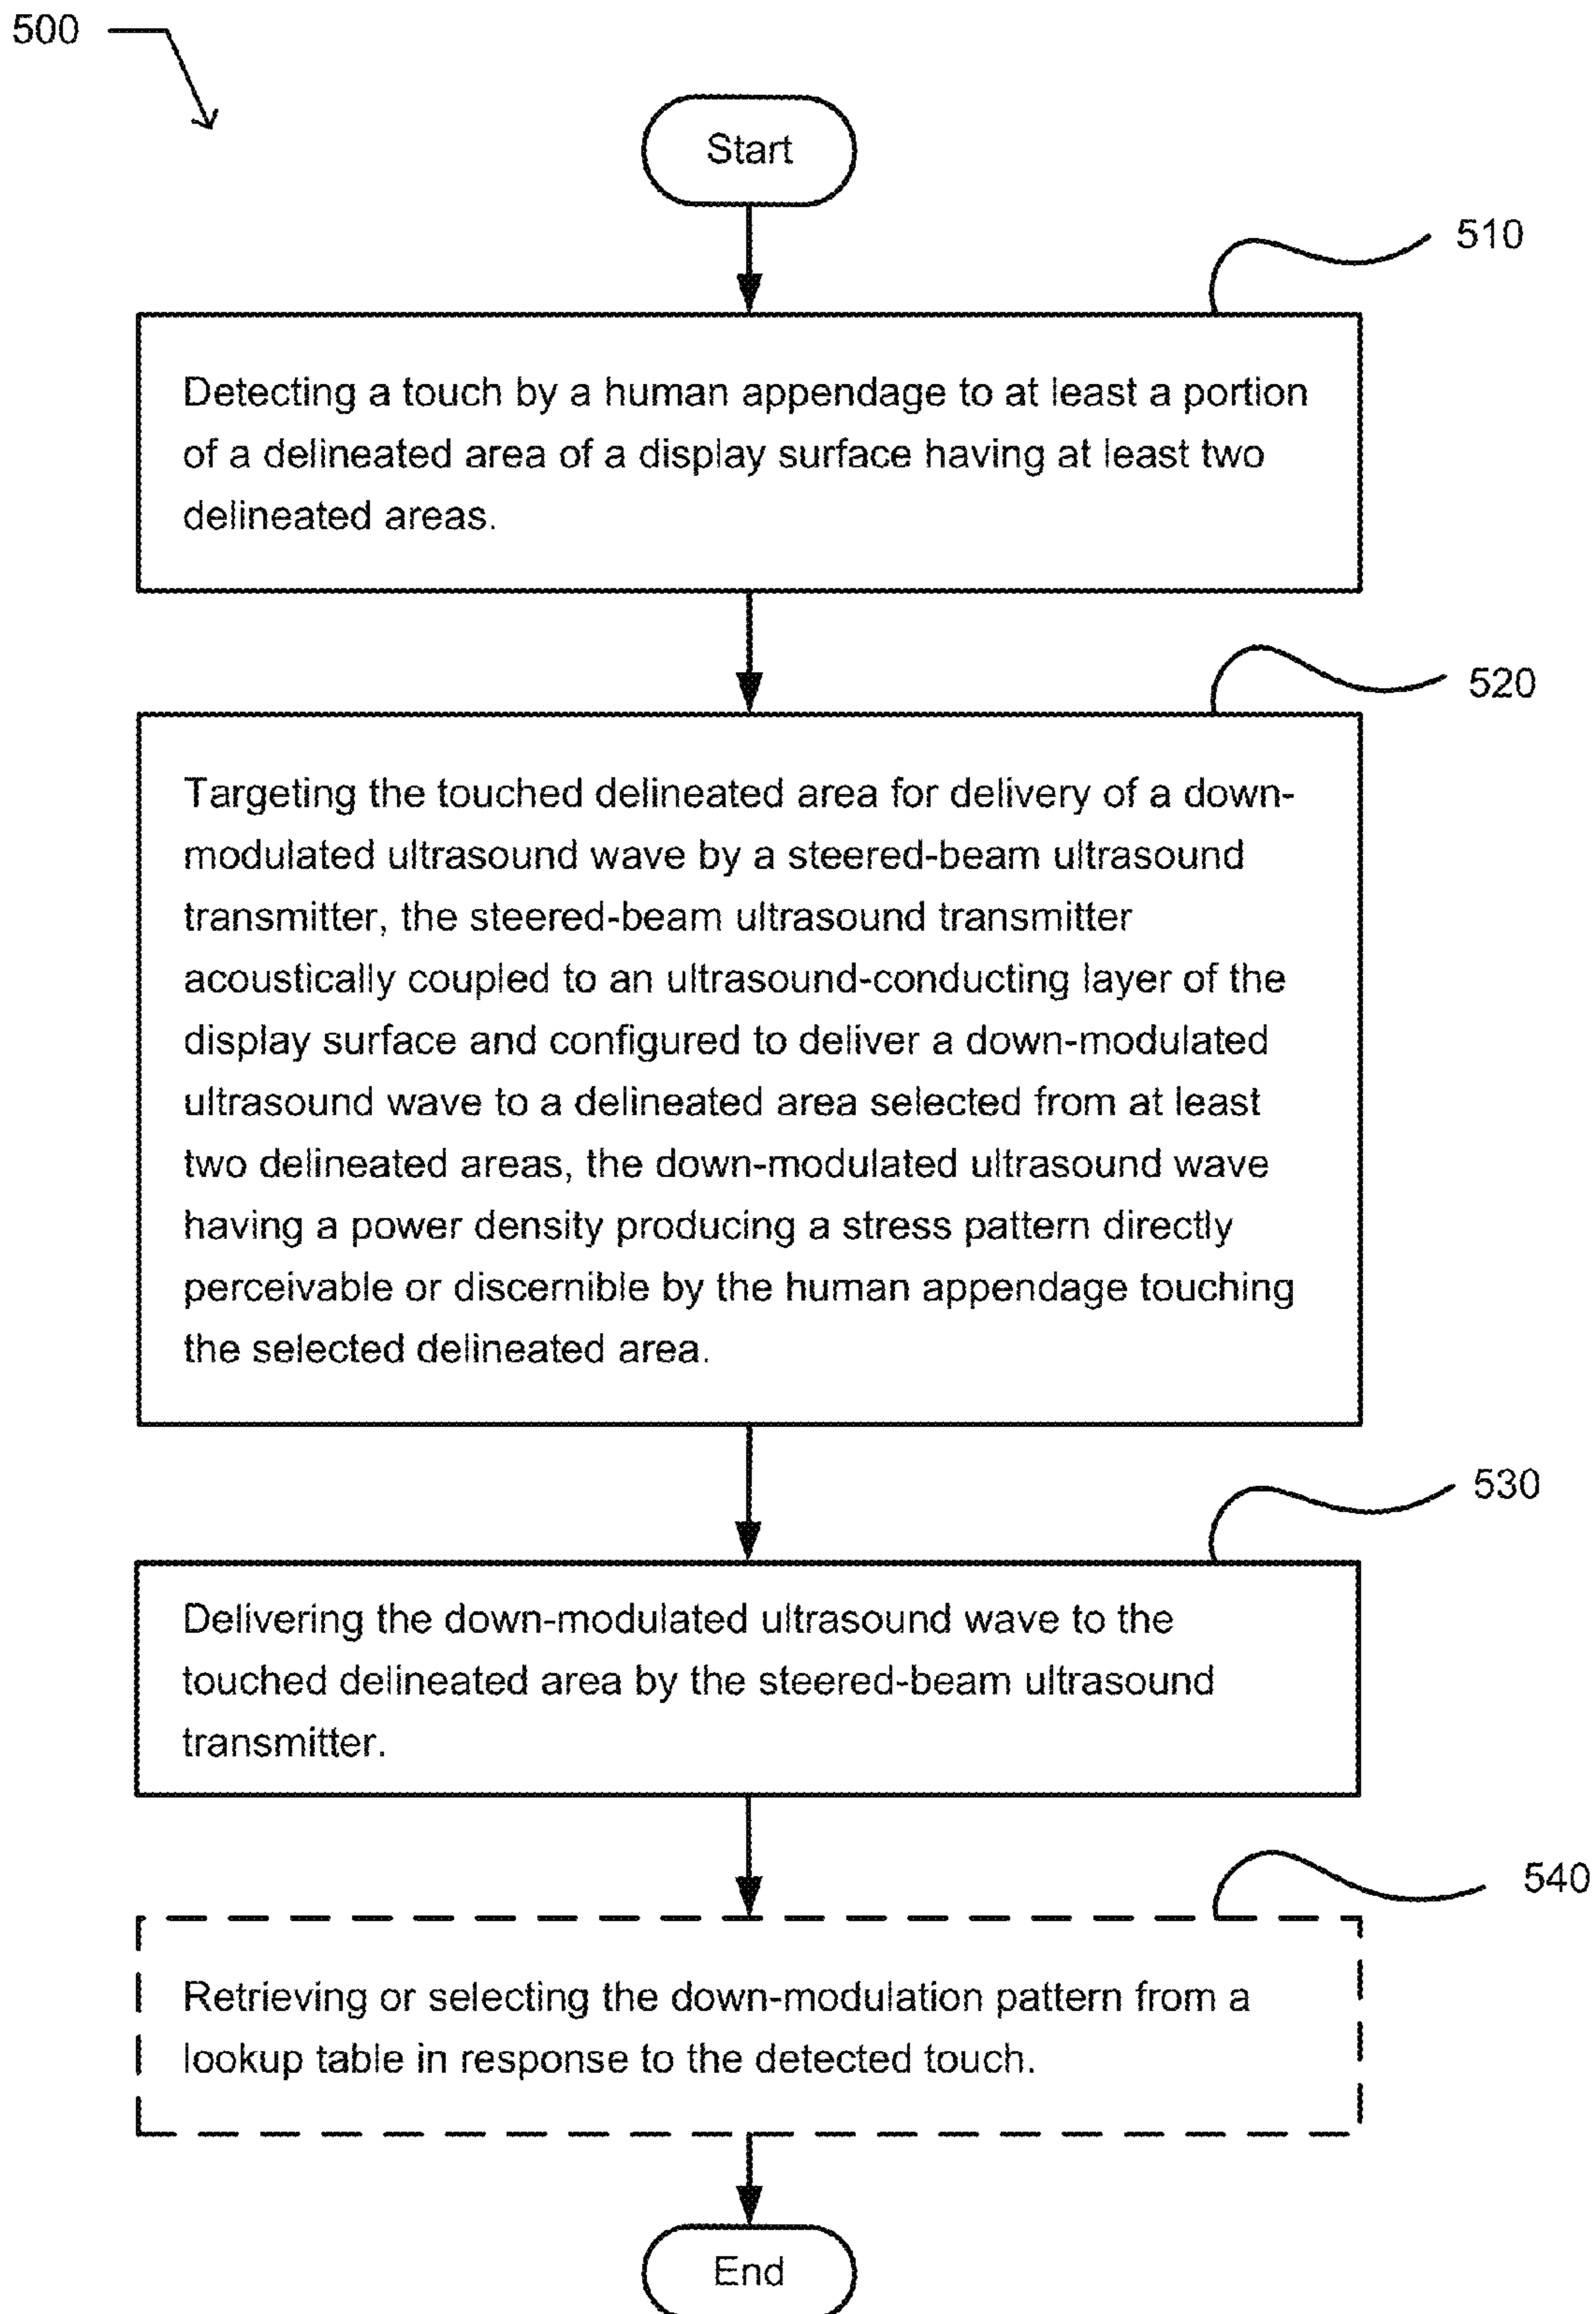 500
Start
510
Detecting a touch by a human appendage to at least a portion
of a delineated area of a display surface having at least two
delineated areas.
520
Targeting the touched delineated area for delivery of a down-
modulated ultrasound wave by a steered-beam ultrasound
transmitter, the steered-beam ultrasound transmitter
acoustically coupled to an ultrasound-conducting layer of the
display surface and configured to deliver a down-modulated
ultrasound wave to a delineated area selected from at least
two delineated areas, the down-modulated ultrasound wave
having a power density producing a stress pattern directly
perceivable or discernible by the human appendage touching
the selected delineated area.
530
Delivering the down-modulated ultrasound wave to the
touched delineated area by the steered-beam ultrasound
transmitter.
540
Retrieving or selecting the down-modulation pattern from a
lookup table in response to the detected touch.
End